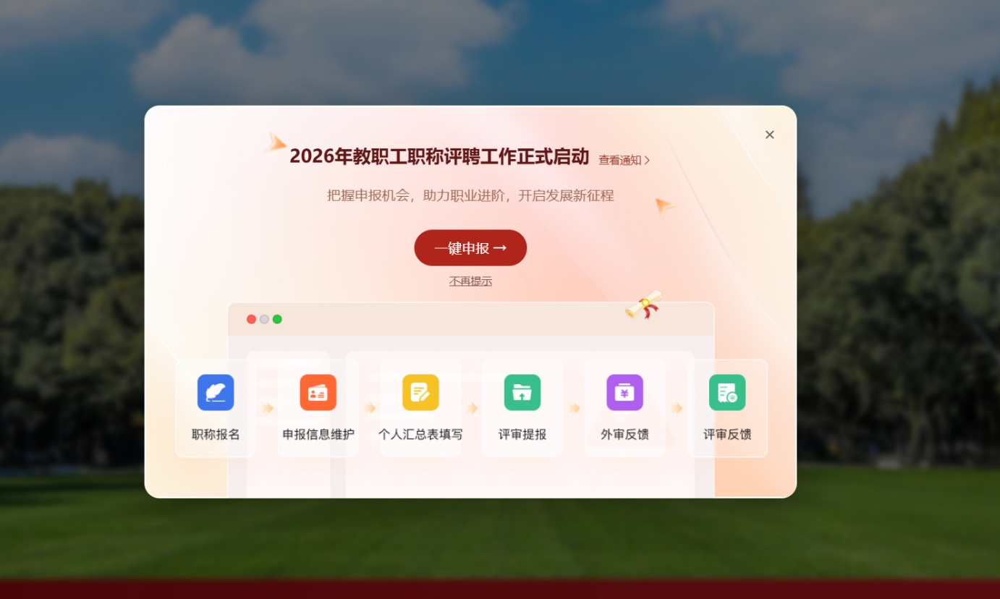 2026年教职工职称评聘工作正式启动 查看通知
把握申报机会，助力职业进阶，开启发展新征程
一键申报 →
不再提示
职称报名
申报信息维护
个人汇总表填写
评审提报
外审反馈
评审反馈